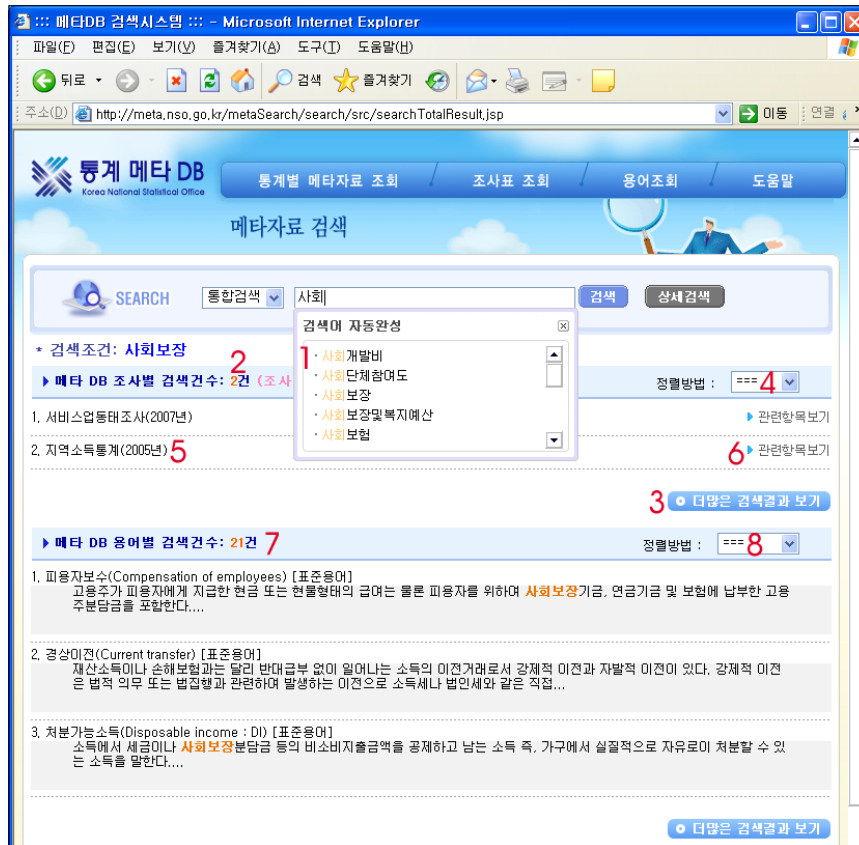 ::: 메타DB 검색시스템 ::: - Microsoft Internet Explorer
파일(F) 편집(E) 보기(V) 즐겨찾기(A) 도구(T) 도움말(H)
뒤로 검색 즐겨찾기
주소(D) http://meta.nso.go.kr/metaSearch/search/src/searchTotalResult.jsp 이동 연결
통계 메타 DB
Korea National Statistical Office
통계별 메타자료 조회 / 조사표 조회 / 용어조회 / 도움말
메타자료 검색
SEARCH 통합검색 사회 검색 상세검색
검색어 자동완성
1 · 사회개발비
· 사회단체참여도
· 사회보장
· 사회보장및복지예산
· 사회보험
* 검색조건: 사회보장
2
메타 DB 조사별 검색건수: 2건 (조사 정렬방법 : === 4
1. 서비스업동태조사(2007년) 관련항목보기
2. 지역소득통계(2005년) 5 6 관련항목보기
3 더많은 검색결과 보기
메타 DB 용어별 검색건수: 21건 7 정렬방법 : === 8
1. 피용자보수(Compensation of employees) [표준용어]
고용주가 피용자에게 지급한 현금 또는 현물형태의 급여는 물론 피용자를 위하여 사회보장기금, 연금기금 및 보험에 납부한 고용
주분담금을 포함한다....
2. 경상이전(Current transfer) [표준용어]
재산소득이나 손해보험과는 달리 반대급부 없이 일어나는 소득의 이전거래로서 강제적 이전과 자발적 이전이 있다. 강제적 이전
은 법적 의무 또는 법집행과 관련하여 발생하는 이전으로 소득세나 법인세와 같은 직접...
3. 처분가능소득(Disposable income : DI) [표준용어]
소득에서 세금이나 사회보장분담금 등의 비소비지출금액을 공제하고 남는 소득 즉, 가구에서 실질적으로 자유로이 처분할 수 있
는 소득을 말한다....
더많은 검색결과 보기